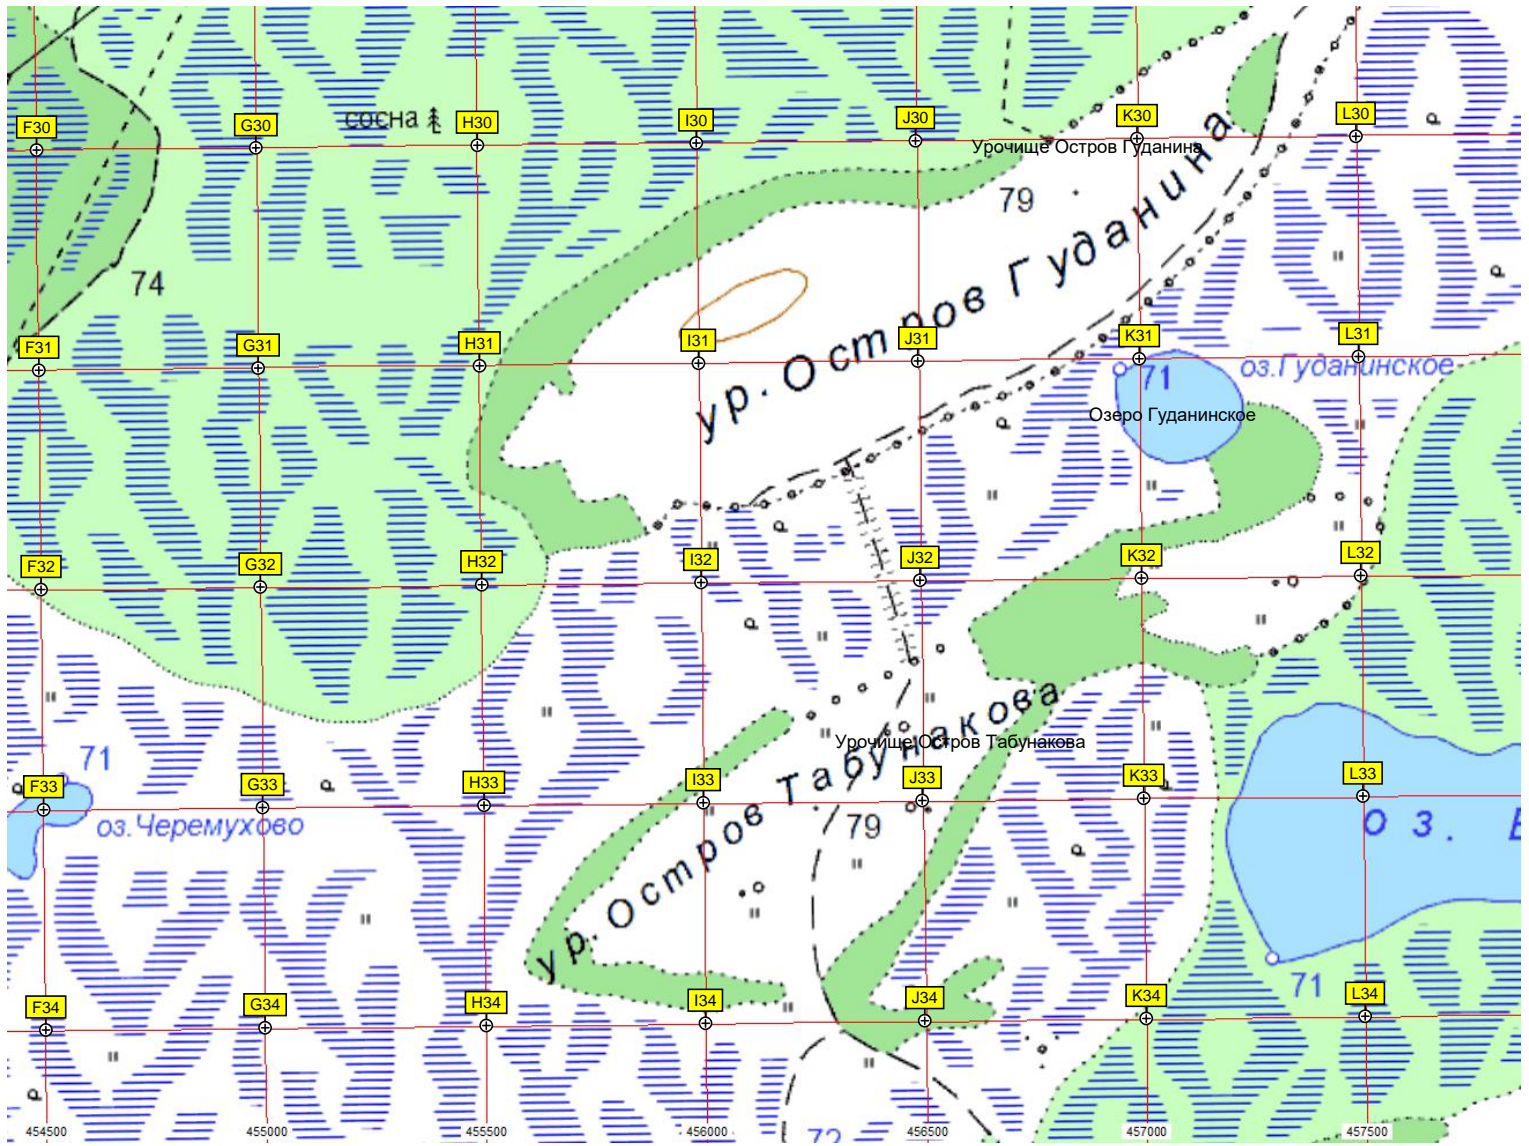 F30 G30 сосна H30 I30 J30 K30 L30
Урочище Остров Гуданина
79
74
ур. Остров Гуданина
F31 G31 H31 I31 J31 K31 L31
71 оз.Гуданинское
Озеро Гуданинское
F32 G32 H32 I32 J32 K32 L32
ур. Остров Табунакова
Урочище Остров Табунакова
71
F33 G33 H33 I33 J33 K33 L33
оз.Черемухово 79 оз.
71
F34 G34 H34 I34 J34 K34 L34
454500 455000 455500 456000 456500 457000 457500
72